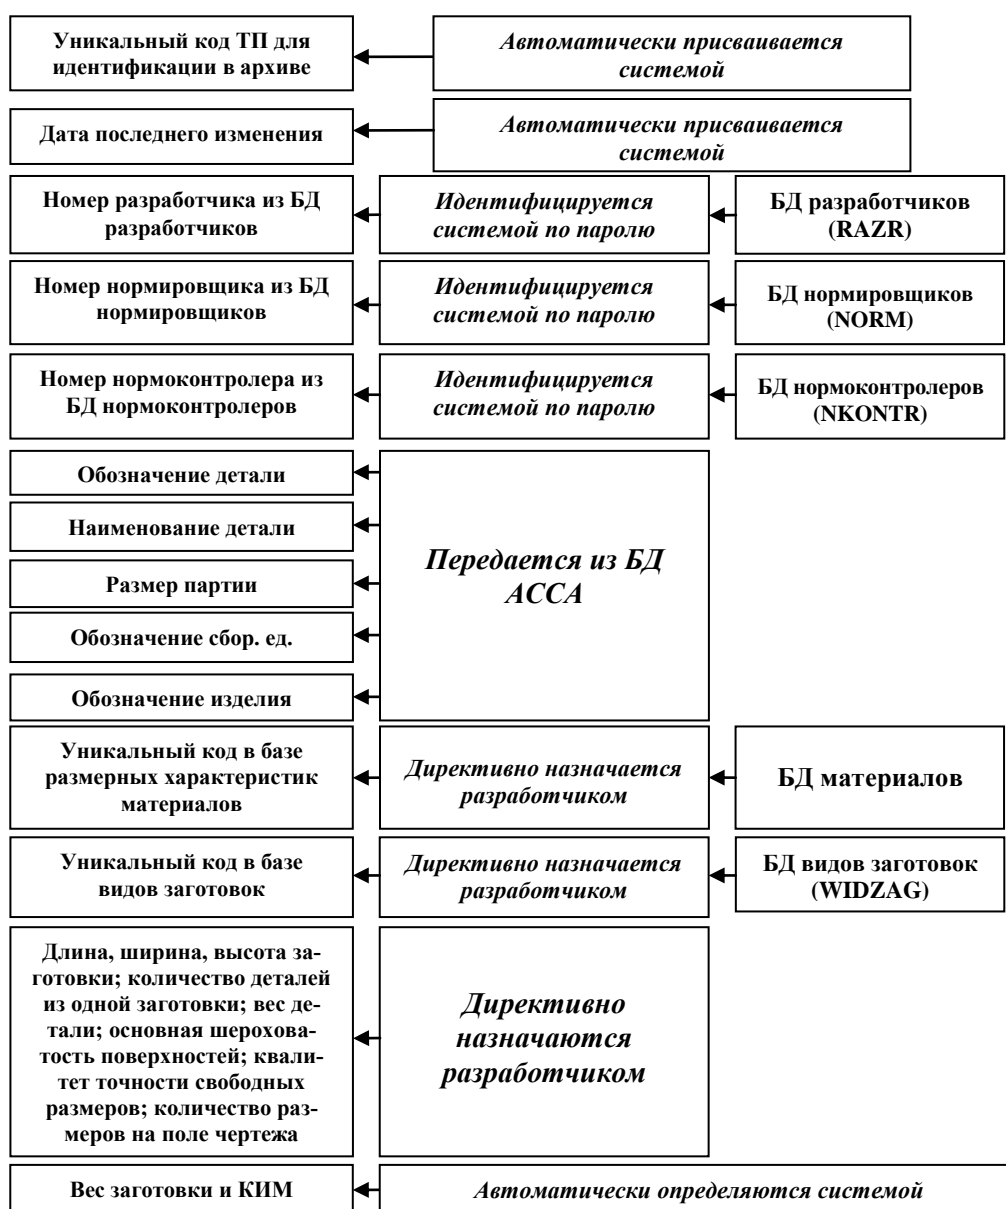 Уникальный код ТП для
идентификации в архиве
Автоматически присваивается
системой
Дата последнего изменения
Автоматически присваивается
системой
Номер разработчика из БД
разработчиков
Идентифицируется
системой по паролю
БД разработчиков
(RAZR)
Номер нормировщика из БД
нормировщиков
Идентифицируется
системой по паролю
БД нормировщиков
(NORM)
Номер нормоконтролера из
БД нормоконтролеров
Идентифицируется
системой по паролю
БД нормоконтролеров
(NKONTR)
Обозначение детали
Наименование детали
Размер партии
Обозначение сбор. ед.
Обозначение изделия
Передается из БД
АССА
Уникальный код в базе
размерных характеристик
материалов
Директивно назначается
разработчиком
БД материалов
Уникальный код в базе
видов заготовок
Директивно назначается
разработчиком
БД видов заготовок
(WIDZAG)
Длина, ширина, высота за-
готовки; количество деталей
из одной заготовки; вес де-
тали; основная шерохова-
тость поверхностей; квали-
тет точности свободных
размеров; количество раз-
меров на поле чертежа
Директивно
назначаются
разработчиком
Вес заготовки и КИМ
Автоматически определяются системой